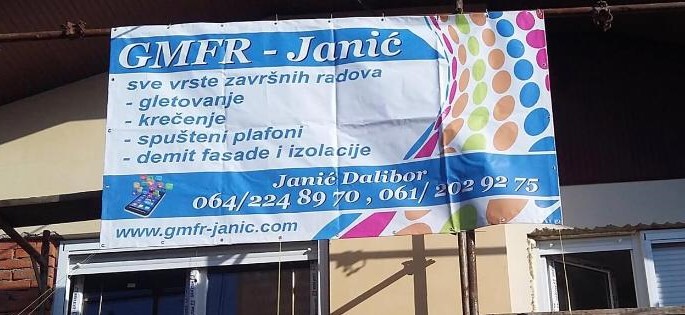 GMFR - Janić
sve vrste završnih radova
- gletovanje
- krečenje
- spušteni plafoni
- demit fasade i izolacije
Janić Dalibor
064/224 89 70 , 061/ 202 92 75
www.gmfr-janic.com